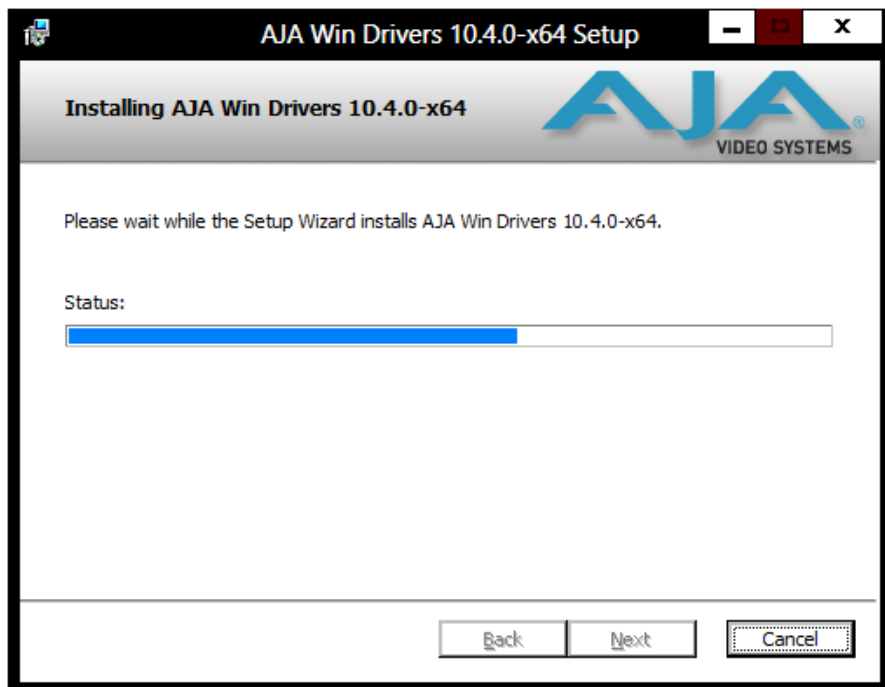 AJA Win Drivers 10.4.0-x64 Setup
Installing AJA Win Drivers 10.4.0-x64
AJA®
VIDEO SYSTEMS
Please wait while the Setup Wizard installs AJA Win Drivers 10.4.0-x64.
Status:
Back Next Cancel